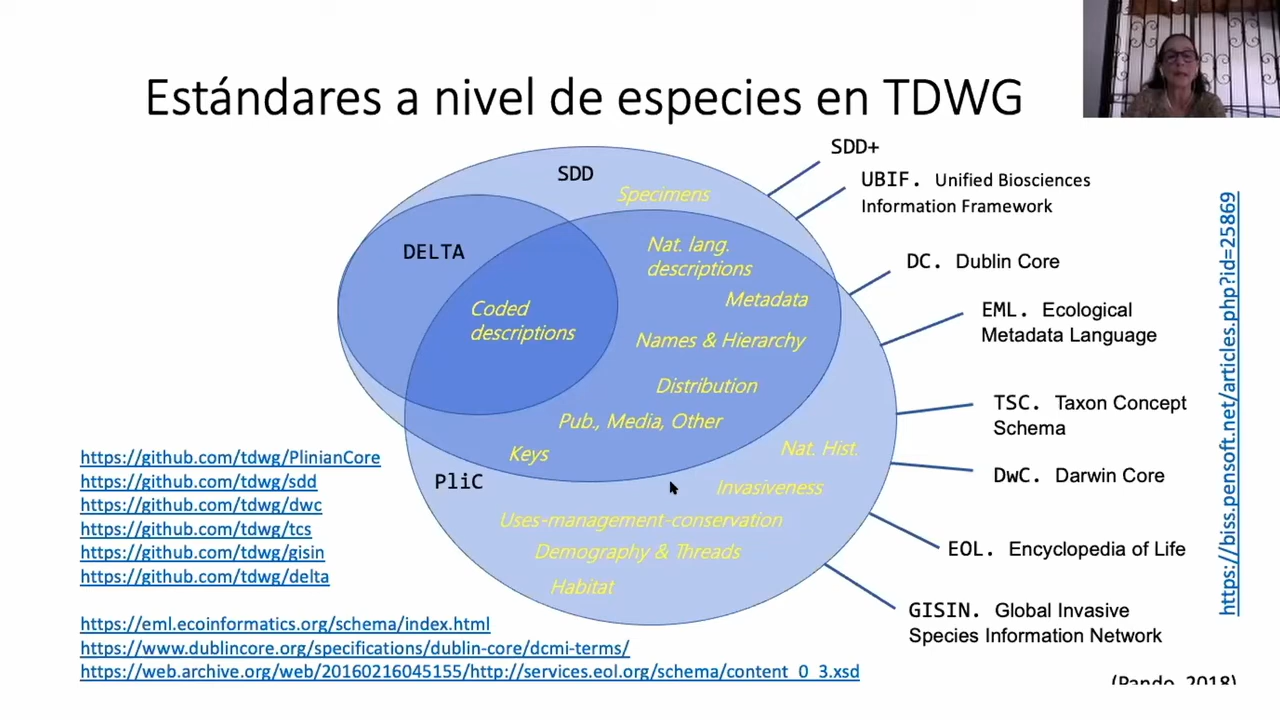 Estándares a nivel de especies en TDWG
SDD+
SDD
UBIF. Unified Biosciences
Information Framework
Specimens
DELTA
Nat. lang.
descriptions
DC. Dublin Core
Metadata
Coded
descriptions
EML. Ecological
Metadata Language
Names & Hierarchy
Distribution
TSC. Taxon Concept
Schema
Pub., Media, Other
Keys
Nat. Hist.
PliC
DwC. Darwin Core
Invasiveness
Uses-management-conservation
Demography & Threads
EOL. Encyclopedia of Life
Habitat
GISIN. Global Invasive
Species Information Network
https://github.com/tdwg/PlinianCore
https://github.com/tdwg/sdd
https://github.com/tdwg/dwc
https://github.com/tdwg/tcs
https://github.com/tdwg/gisin
https://github.com/tdwg/delta
https://eml.ecoinformatics.org/schema/index.html
https://www.dublincore.org/specifications/dublin-core/dcmi-terms/
https://web.archive.org/web/20160216045155/http://services.eol.org/schema/content_0_3.xsd
https://biss.pensoft.net/articles.php?id=25869
(Pando, 2018)